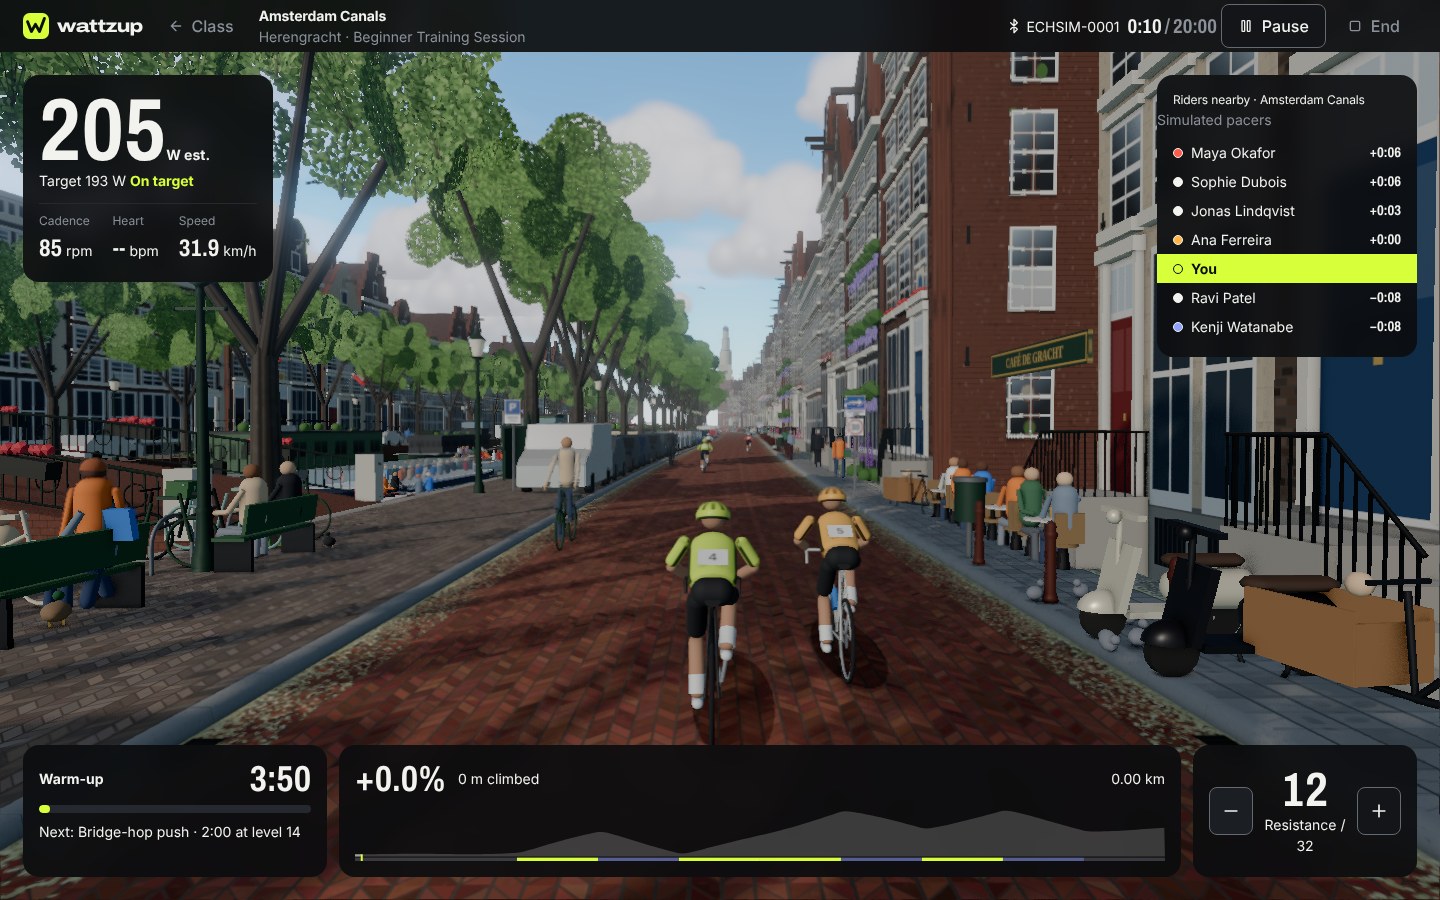 wattzup
← Class
Amsterdam Canals
Herengracht · Beginner Training Session
ECHSIM-0001 0:10 / 20:00
Pause
End
205 W est.
Target 193 W On target
Cadence Heart Speed
85 rpm -- bpm 31.9 km/h
Riders nearby · Amsterdam Canals
Simulated pacers
Maya Okafor +0:06
Sophie Dubois +0:06
Jonas Lindqvist +0:03
Ana Ferreira +0:00
You
Ravi Patel −0:08
Kenji Watanabe −0:08
P
CAFÉ DE GRACHT
4
5
Warm-up 3:50
Next: Bridge-hop push · 2:00 at level 14
+0.0% 0 m climbed 0.00 km
− 12 +
Resistance /
32